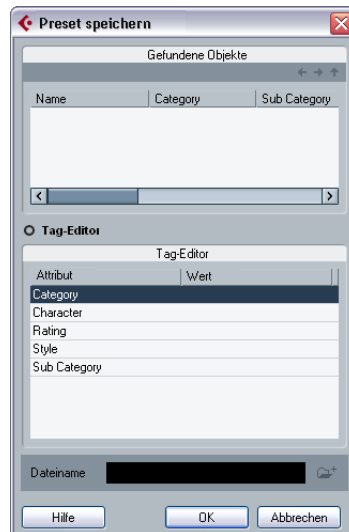 Preset speichern
Gefundene Objekte
Name Category Sub Category
Tag-Editor
Tag-Editor
Attribut Wert
Category
Character
Rating
Style
Sub Category
Dateiname
Hilfe OK Abbrechen